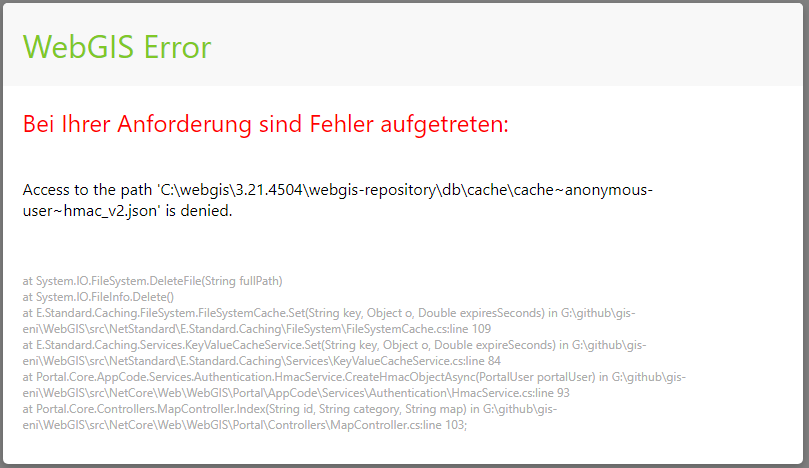 WebGIS Error
Bei Ihrer Anforderung sind Fehler aufgetreten:
Access to the path 'C:\webgis\3.21.4504\webgis-repository\db\cache\cache~anonymous-
user~hmac_v2.json' is denied.
at System.IO.FileSystem.DeleteFile(String fullPath)
at System.IO.FileInfo.Delete()
at E.Standard.Caching.FileSystem.FileSystemCache.Set(String key, Object o, Double expiresSeconds) in G:\github\gis-
eni\WebGIS\src\NetStandard\E.Standard.Caching\FileSystem\FileSystemCache.cs:line 109
at E.Standard.Caching.Services.KeyValueCacheService.Set(String key, Object o, Double expireSeconds) in G:\github\gis-
eni\WebGIS\src\NetStandard\E.Standard.Caching\Services\KeyValueCacheService.cs:line 84
at Portal.Core.AppCode.Services.Authentication.HmacService.CreateHmacObjectAsync(PortalUser portalUser) in G:\github\gis-
eni\WebGIS\src\NetCore\Web\WebGIS\Portal\AppCode\Services\Authentication\HmacService.cs:line 93
at Portal.Core.Controllers.MapController.Index(String id, String category, String map) in G:\github\gis-
eni\WebGIS\src\NetCore\Web\WebGIS\Portal\Controllers\MapController.cs:line 103;